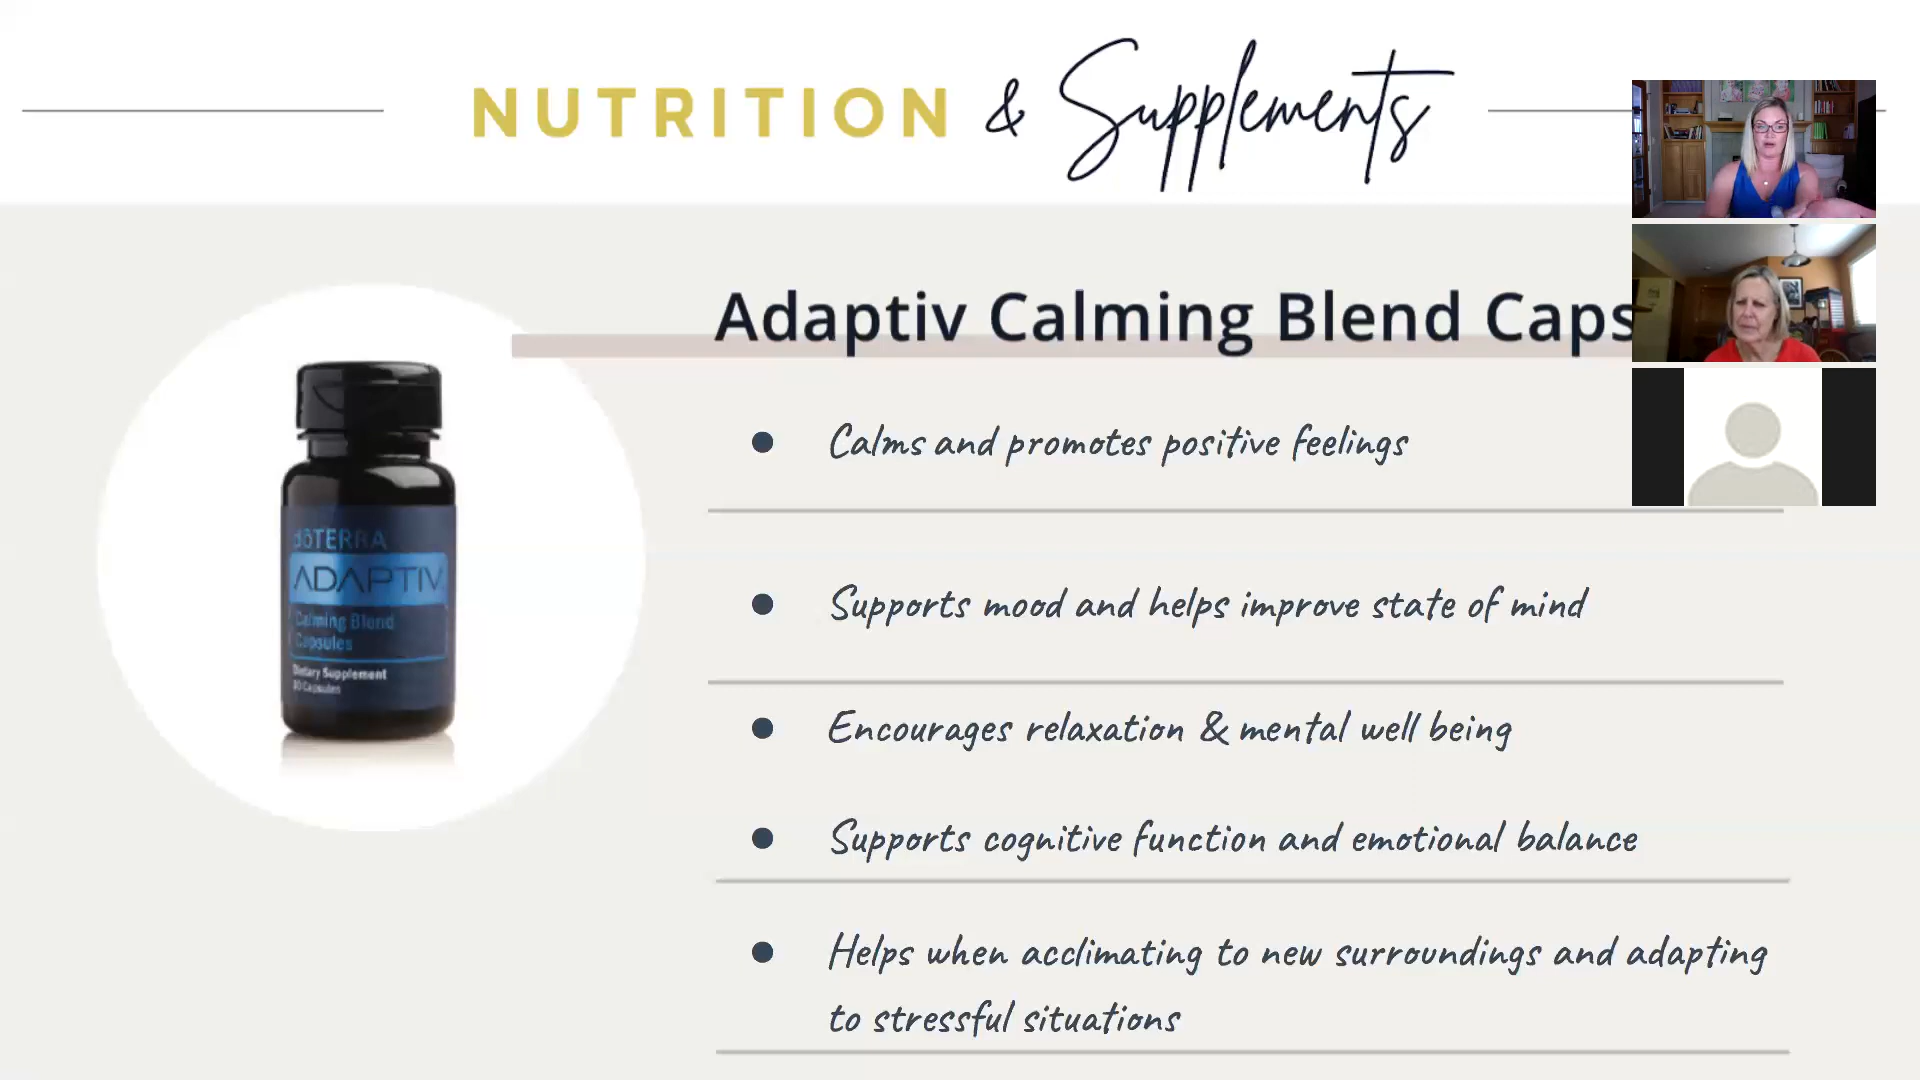 NUTRITION & Supplements
Adaptiv Calming Blend Caps
dōTERRA
ADAPTIV
Calming Blend
Capsules
Dietary Supplement
Capsules
Calms and promotes positive feelings
Supports mood and helps improve state of mind
Encourages relaxation & mental well being
Supports cognitive function and emotional balance
Helps when acclimating to new surroundings and adapting
to stressful situations